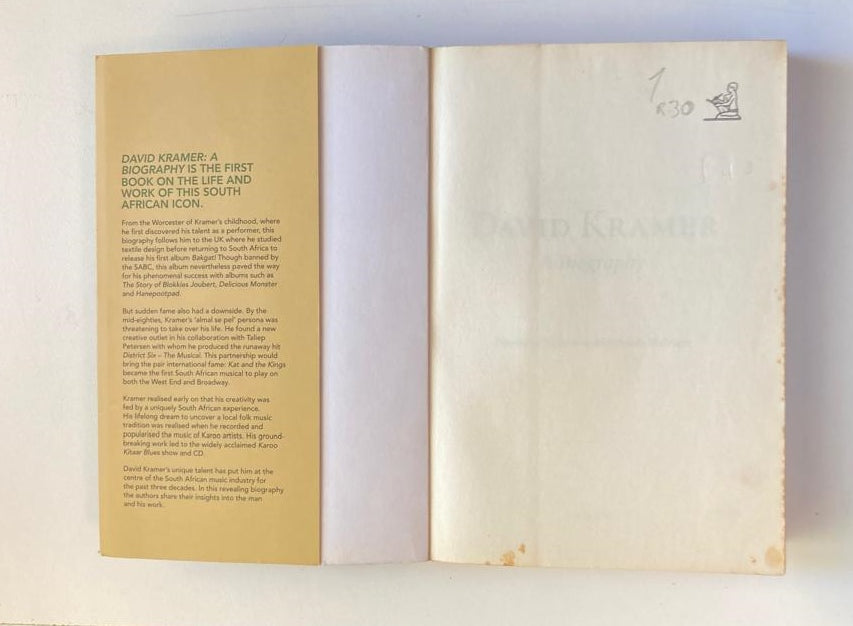 DAVID KRAMER: A
BIOGRAPHY IS THE FIRST
BOOK ON THE LIFE AND
WORK OF THIS SOUTH
AFRICAN ICON.
From the Worcester of Kramer's childhood, where
he first discovered his talent as a performer, this
biography follows him to the UK where he studied
textile design before returning to South Africa to
release his first album Bakgat! Though banned by
the SABC, this album nevertheless paved the way
for his phenomenal success with albums such as
The Story of Blokkies Joubert, Delicious Monster
and Hanepootpad.
But sudden fame also had a downside. By the
mid-eighties, Kramer's 'almal se pel' persona was
threatening to take over his life. He found a new
creative outlet in his collaboration with Taliep
Petersen with whom he produced the runaway hit
District Six – The Musical. This partnership would
bring the pair international fame: Kat and the Kings
became the first South African musical to play on
both the West End and Broadway.
Kramer realised early on that his creativity was
fed by a uniquely South African experience.
His lifelong dream to uncover a local folk music
tradition was realised when he recorded and
popularised the music of Karoo artists. His ground-
breaking work led to the widely acclaimed Karoo
Kitaar Blues show and CD.
David Kramer's unique talent has put him at the
centre of the South African music industry for
the past three decades. In this revealing biography
the authors share their insights into the man
and his work.
1
R30
DAVID KRAMER
A biography